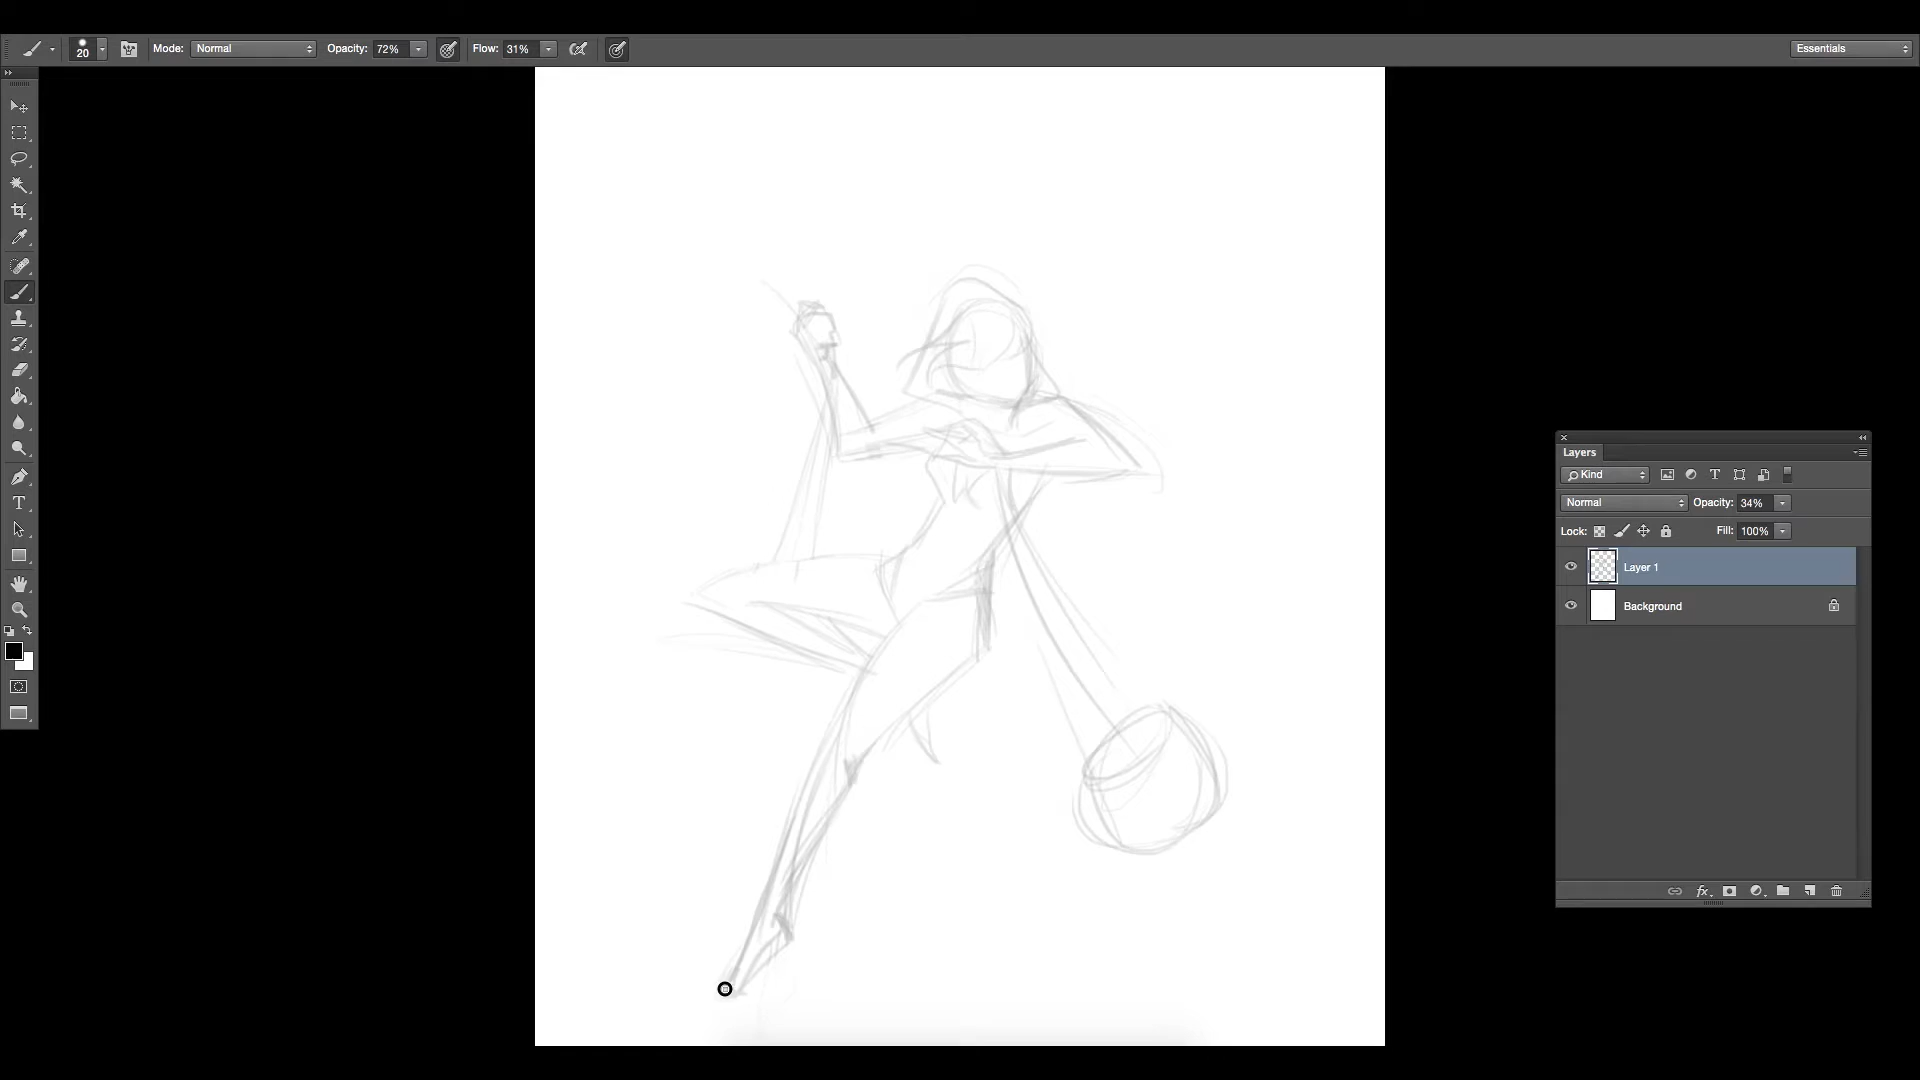 20 Mode: Normal Opacity: 72% Flow: 31% Essentials
Layers
Kind
Normal Opacity: 34%
Lock: Fill: 100%
Layer 1
Background
fx